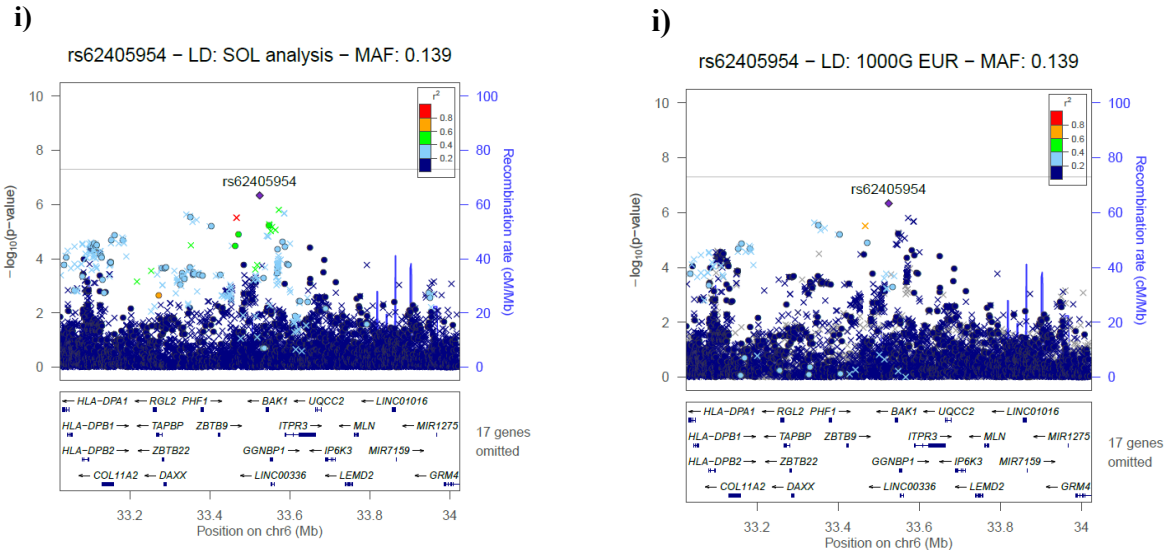 i)
rs62405954 − LD: SOL analysis − MAF: 0.139
10
8
6
4
2
0
−log10(p−value)
100
80
60
40
20
0
Recombination rate (cM/Mb)
r2
0.8
0.6
0.4
0.2
rs62405954
← HLA−DPA1 ← RGL2 PHF1 → ← BAK1 UQCC2 ← ← LINC01016
HLA−DPB1 → ← TAPBP ZBTB9 → ITPR3 → ← MLN MIR1275 →
HLA−DPB2 → ← ZBTB22 GGNBP1 → ← IP6K3 MIR7159 →
← COL11A2 ← DAXX ← LINC00336 ← LEMD2 ← GRM4
17 genes
omitted
33.2
33.4
33.6
33.8
34
Position on chr6 (Mb)
i)
rs62405954 − LD: 1000G EUR − MAF: 0.139
10
8
6
4
2
0
−log10(p−value)
100
80
60
40
20
0
Recombination rate (cM/Mb)
r2
0.8
0.6
0.4
0.2
rs62405954
← HLA−DPA1 ← RGL2 PHF1 → ← BAK1 UQCC2 ← ← LINC01016
HLA−DPB1 → ← TAPBP ZBTB9 → ITPR3 → ← MLN MIR1275 →
HLA−DPB2 → ← ZBTB22 GGNBP1 → ← IP6K3 MIR7159 →
← COL11A2 ← DAXX ← LINC00336 ← LEMD2 ← GRM4
17 genes
omitted
33.2
33.4
33.6
33.8
34
Position on chr6 (Mb)